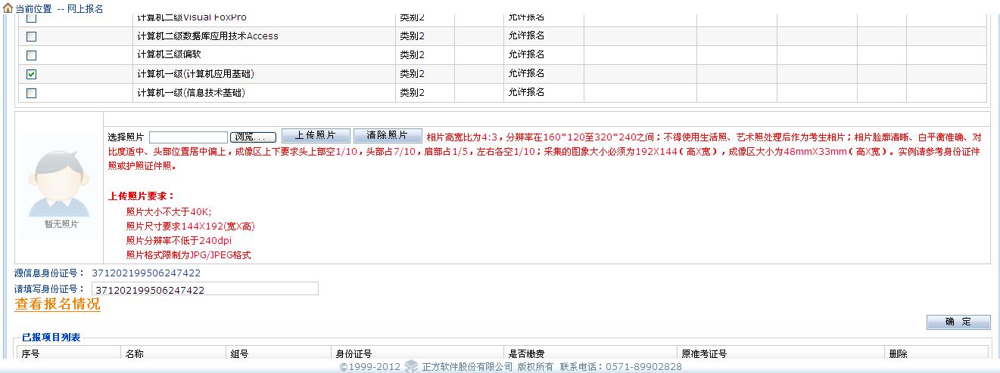 当前位置 -- 网上报名
计算机二级Visual FoxPro 类别2 允许报名
计算机二级数据库应用技术Access 类别2 允许报名
计算机三级偏软 类别2 允许报名
计算机一级(计算机应用基础) 类别2 允许报名
计算机一级(信息技术基础) 类别2 允许报名
选择照片 浏览... 上传照片 清除照片 相片高宽比为4:3，分辨率在160*120至320*240之间；不得使用生活照、艺术照处理后作为考生相片；相片脸廓清晰、白平衡准确、对
比度适中、头部位置居中偏上，成像区上下要求头上部空1/10，头部占7/10，肩部占1/5，左右各空1/10；采集的图象大小必须为192X144（高X宽），成像区大小为48mmX33mm（高X宽）。实例请参考身份证件
照或护照证件照。
上传照片要求：
照片大小不大于40K;
照片尺寸要求144X192(宽X高)
照片分辨率不低于240dpi
照片格式限制为JPG/JPEG格式
暂无照片
源信息身份证号： 371202199506247422
请填写身份证号： 371202199506247422
查看报名情况
确 定
已报项目列表
序号 名称 组号 身份证号 是否缴费 原准考证号 删除
©1999-2012 正方软件股份有限公司 版权所有 联系电话：0571-89902828